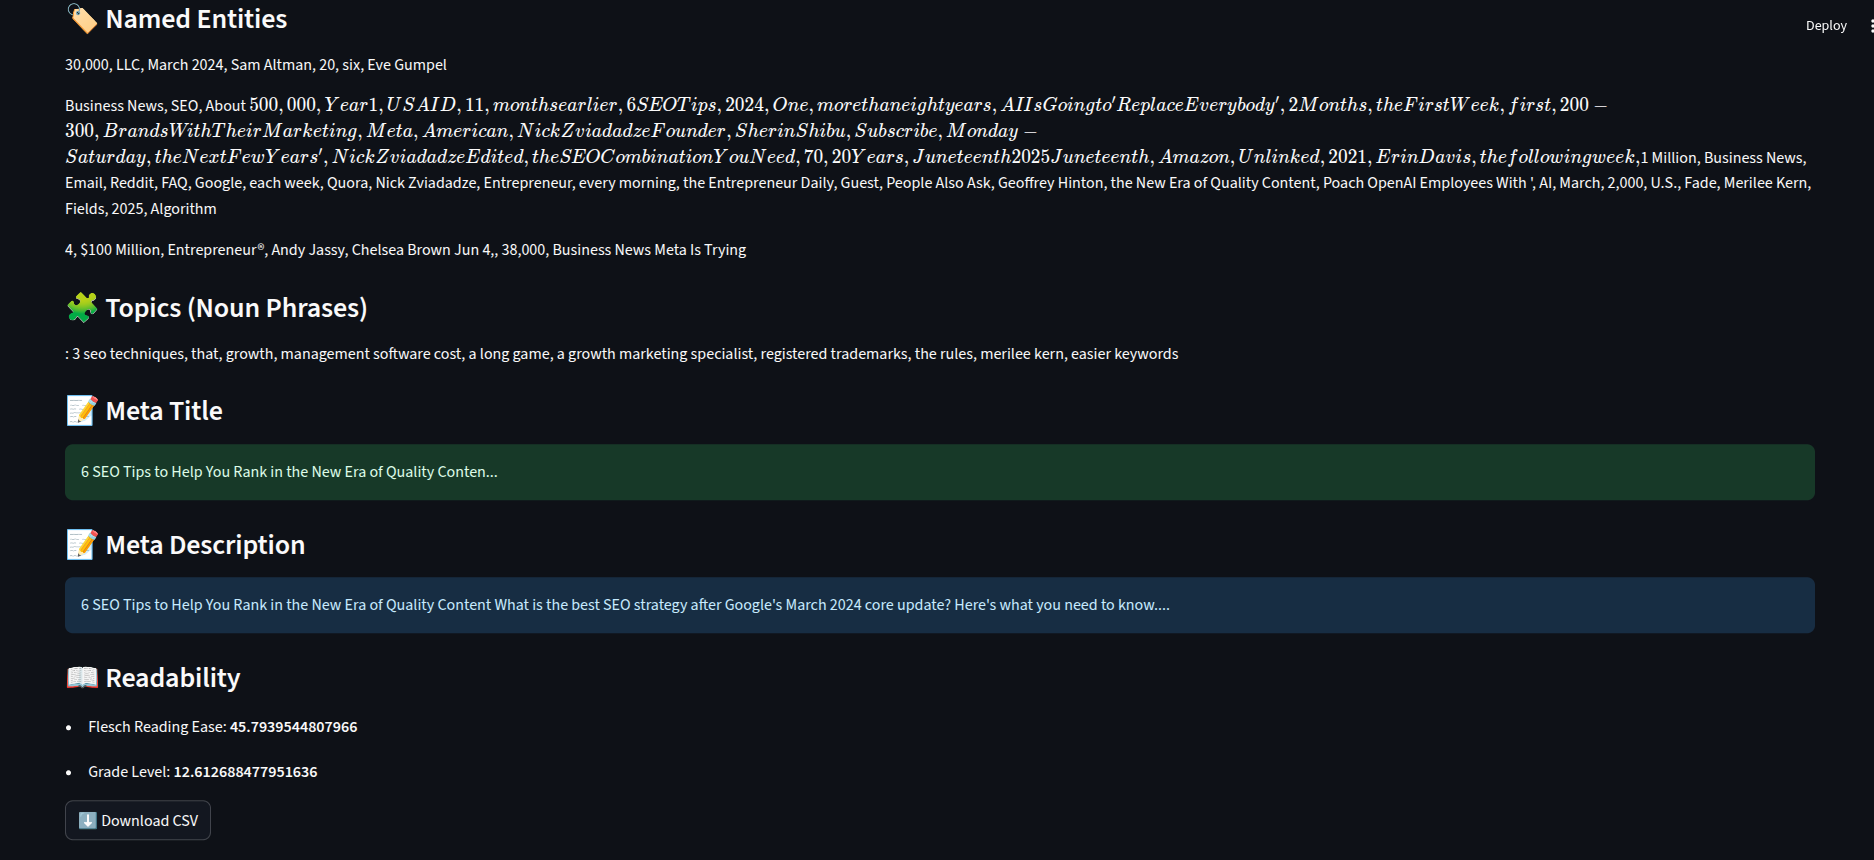 🏷️ Named Entities
Deploy
30,000, LLC, March 2024, Sam Altman, 20, six, Eve Gumpel
Business News, SEO, About 500, 000, Year1, USAID, 11, monthsearlier, 6SEOTips, 2024, One, morethaneightyears, AIIsGoingto′ReplaceEverybody′, 2Months, theFirstWeek, first, 200 −
300, BrandsWithTheirMarketing, Meta, American, NickZviadadzeFounder, SherinShibu, Subscribe, Monday −
Saturday, theNextFewYears′, NickZviadadzeEdited, theSEOCombinationYouNeed, 70, 20Years, Juneteenth2025Juneteenth, Amazon, Unlinked, 2021, ErinDavis, thefollowingweek,1 Million, Business News,
Email, Reddit, FAQ, Google, each week, Quora, Nick Zviadadze, Entrepreneur, every morning, the Entrepreneur Daily, Guest, People Also Ask, Geoffrey Hinton, the New Era of Quality Content, Poach OpenAI Employees With ', AI, March, 2,000, U.S., Fade, Merilee Kern,
Fields, 2025, Algorithm
4, $100 Million, Entrepreneur®, Andy Jassy, Chelsea Brown Jun 4,, 38,000, Business News Meta Is Trying
🧩 Topics (Noun Phrases)
: 3 seo techniques, that, growth, management software cost, a long game, a growth marketing specialist, registered trademarks, the rules, merilee kern, easier keywords
📝 Meta Title
6 SEO Tips to Help You Rank in the New Era of Quality Conten...
📝 Meta Description
6 SEO Tips to Help You Rank in the New Era of Quality Content What is the best SEO strategy after Google's March 2024 core update? Here's what you need to know....
📖 Readability
• Flesch Reading Ease: 45.7939544807966
• Grade Level: 12.612688477951636
⬇️ Download CSV